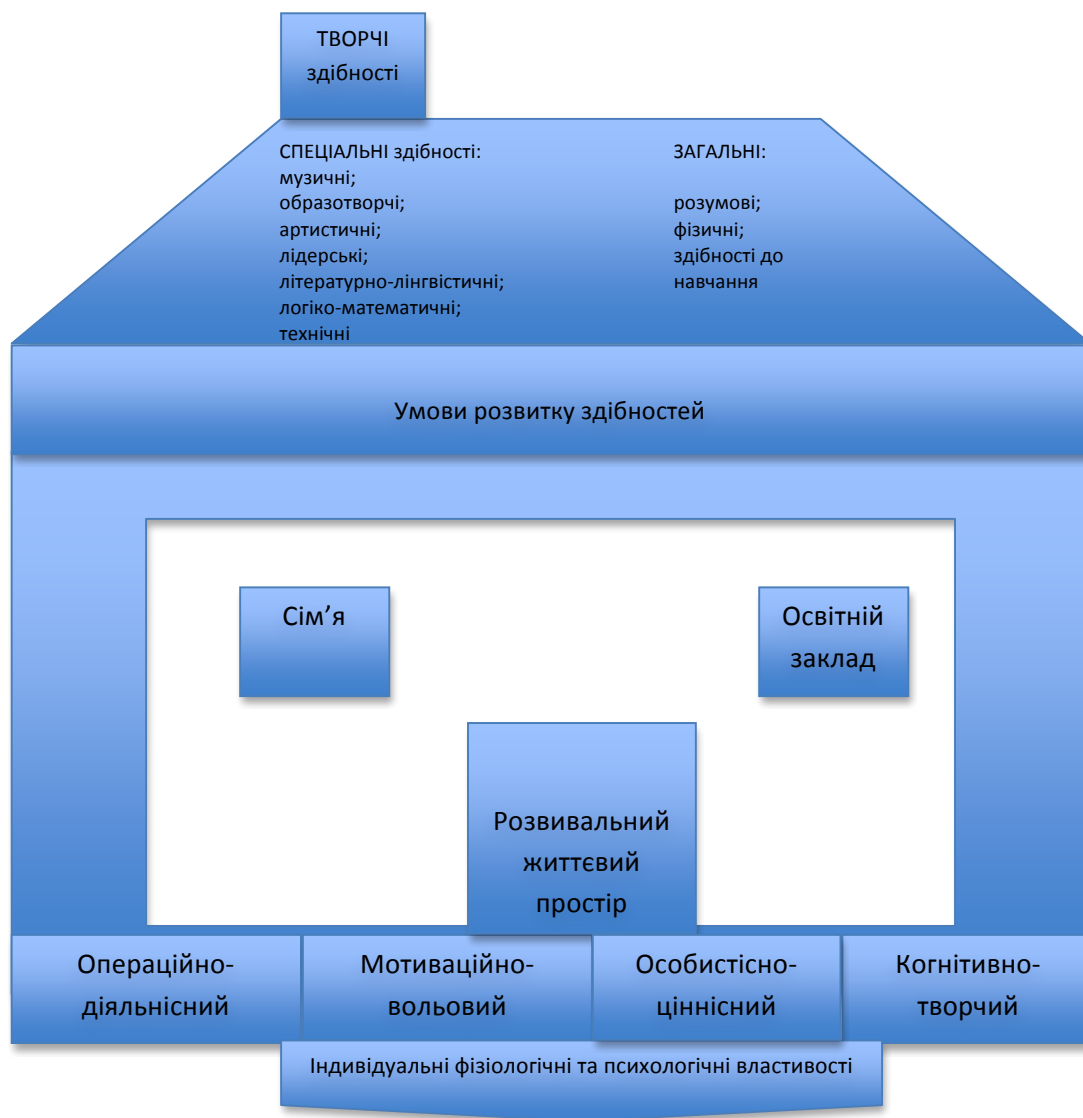 ТВОРЧІ
здібності
СПЕЦІАЛЬНІ здібності:
музичні;
образотворчі;
артистичні;
лідерські;
літературно-лінгвістичні;
логіко-математичні;
технічні
ЗАГАЛЬНІ:
розумові;
фізичні;
здібності до
навчання
Умови розвитку здібностей
Сім’я
Освітній
заклад
Розвивальний
життєвий
простір
Операційно-
діяльнісний
Мотиваційно-
вольовий
Особистісно-
ціннісний
Когнітивно-
творчий
Індивідуальні фізіологічні та психологічні властивості